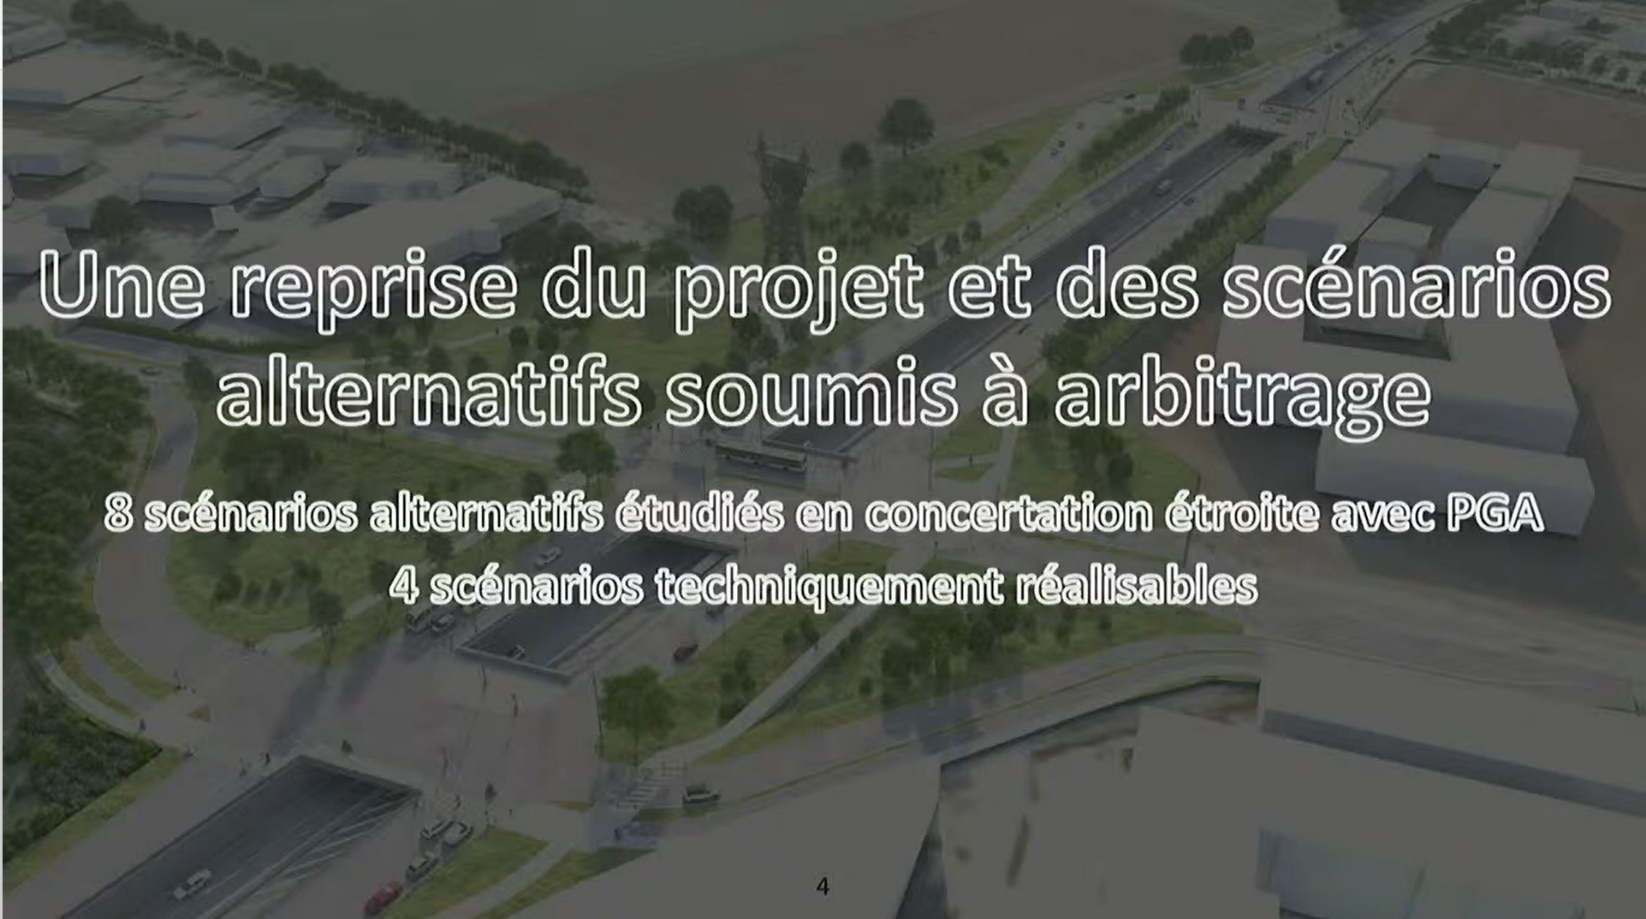 Une reprise du projet et des scénarios
alternatifs soumis à arbitrage
8 scénarios alternatifs étudiés en concertation étroite avec PGA
4 scénarios techniquement réalisables
4